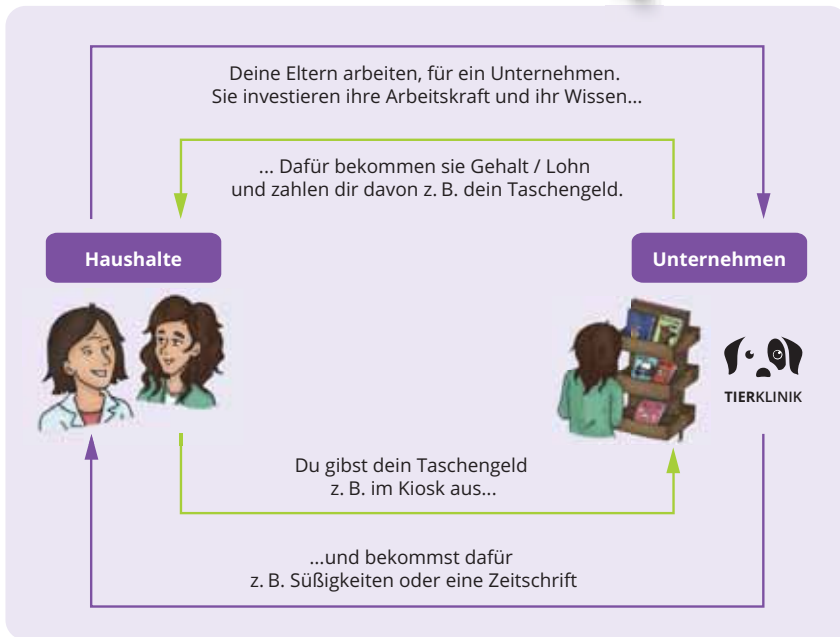 Deine Eltern arbeiten, für ein Unternehmen.
Sie investieren ihre Arbeitskraft und ihr Wissen...
... Dafür bekommen sie Gehalt / Lohn
und zahlen dir davon z. B. dein Taschengeld.
Haushalte
Unternehmen
TIERKLINIK
Du gibst dein Taschengeld
z. B. im Kiosk aus...
...und bekommst dafür
z. B. Süßigkeiten oder eine Zeitschrift